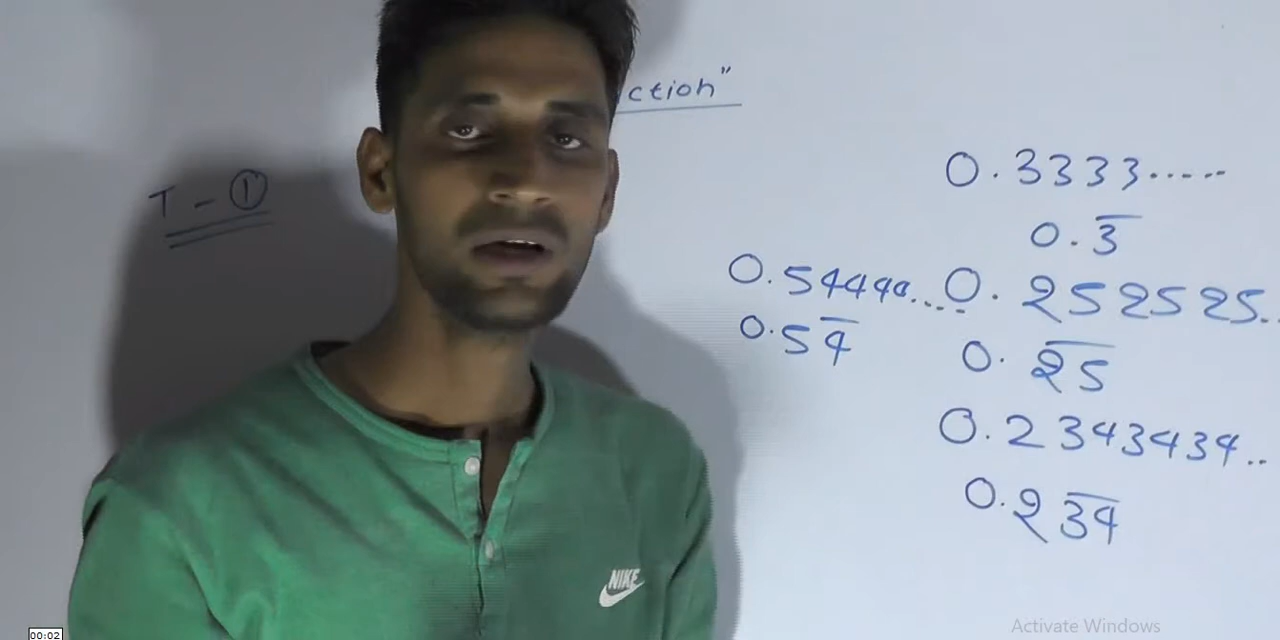 ction"
T - ①
0.3333.....
0.3̅
0.5444....
0.54̅
0.252525..
0.2̅5̅
0.2343434..
0.23̅4̅
NIKE
Activate Windows
00:02